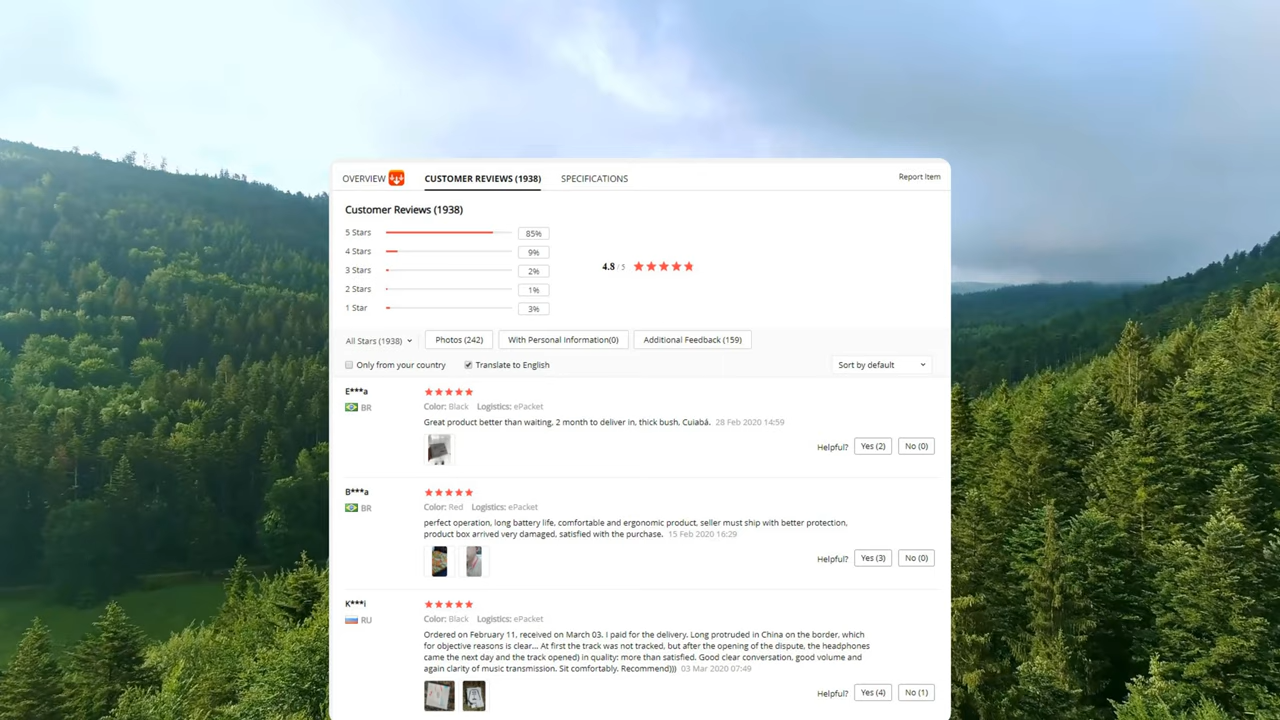 OVERVIEW CUSTOMER REVIEWS (1938) SPECIFICATIONS Report Item
Customer Reviews (1938)
5 Stars 85%
4 Stars 9%
3 Stars 2%
2 Stars 1%
1 Star 3%
4.8 / 5
All Stars (1938) Photos (242) With Personal Information(0) Additional Feedback (159)
Only from your country Translate to English Sort by default
E***a
BR
Color: Black Logistics: ePacket
Great product better than waiting, 2 month to deliver in, thick bush, Cuiabá. 28 Feb 2020 14:59
Helpful? Yes (2) No (0)
B***a
BR
Color: Red Logistics: ePacket
perfect operation, long battery life, comfortable and ergonomic product, seller must ship with better protection,
product box arrived very damaged, satisfied with the purchase. 15 Feb 2020 16:29
Helpful? Yes (3) No (0)
K***i
RU
Color: Black Logistics: ePacket
Ordered on February 11, received on March 03. I paid for the delivery. Long protruded in China on the border, which
for objective reasons is clear... At first the track was not tracked, but after the opening of the dispute, the headphones
came the next day and the track opened) in quality: more than satisfied. Good clear conversation, good volume and
again clarity of music transmission. Sit comfortably. Recommend))) 03 Mar 2020 07:49
Helpful? Yes (4) No (1)